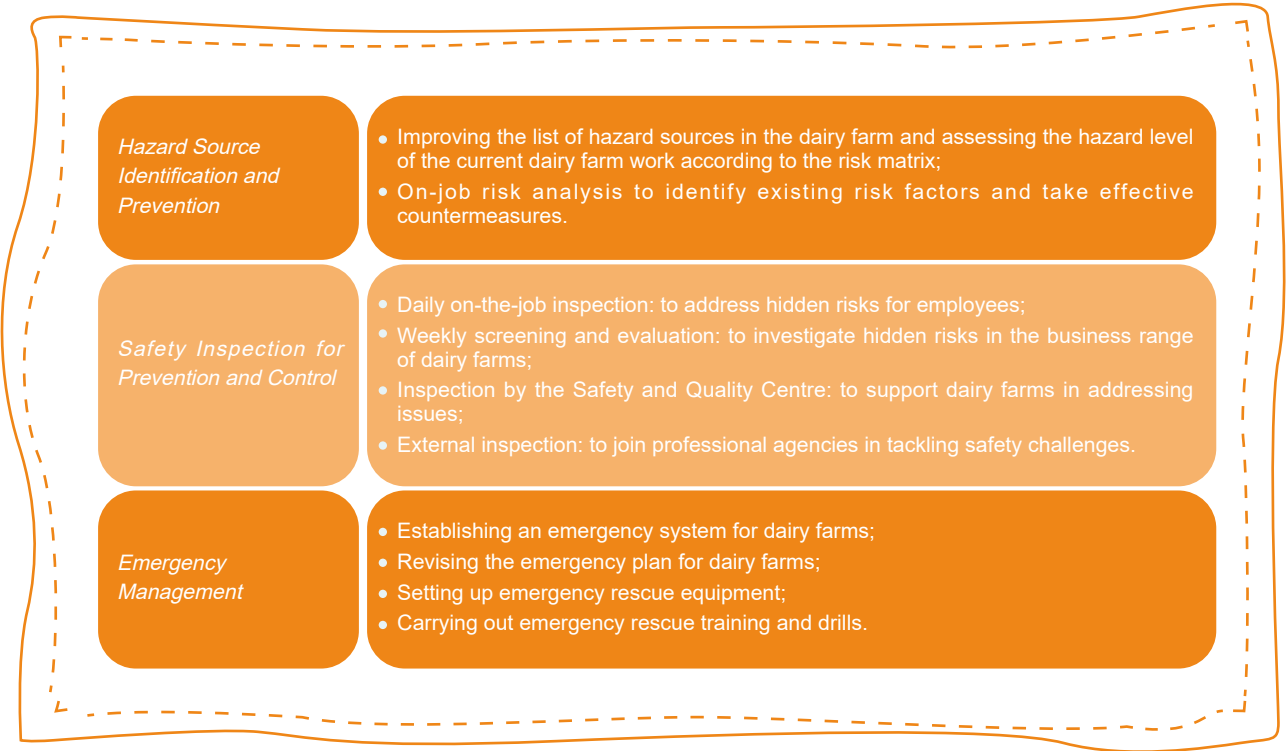 Hazard Source
Identification and
Prevention
• Improving the list of hazard sources in the dairy farm and assessing the hazard level
of the current dairy farm work according to the risk matrix;
• On-job risk analysis to identify existing risk factors and take effective
countermeasures.
Safety Inspection for
Prevention and Control
• Daily on-the-job inspection: to address hidden risks for employees;
• Weekly screening and evaluation: to investigate hidden risks in the business range
of dairy farms;
• Inspection by the Safety and Quality Centre: to support dairy farms in addressing
issues;
• External inspection: to join professional agencies in tackling safety challenges.
Emergency
Management
• Establishing an emergency system for dairy farms;
• Revising the emergency plan for dairy farms;
• Setting up emergency rescue equipment;
• Carrying out emergency rescue training and drills.